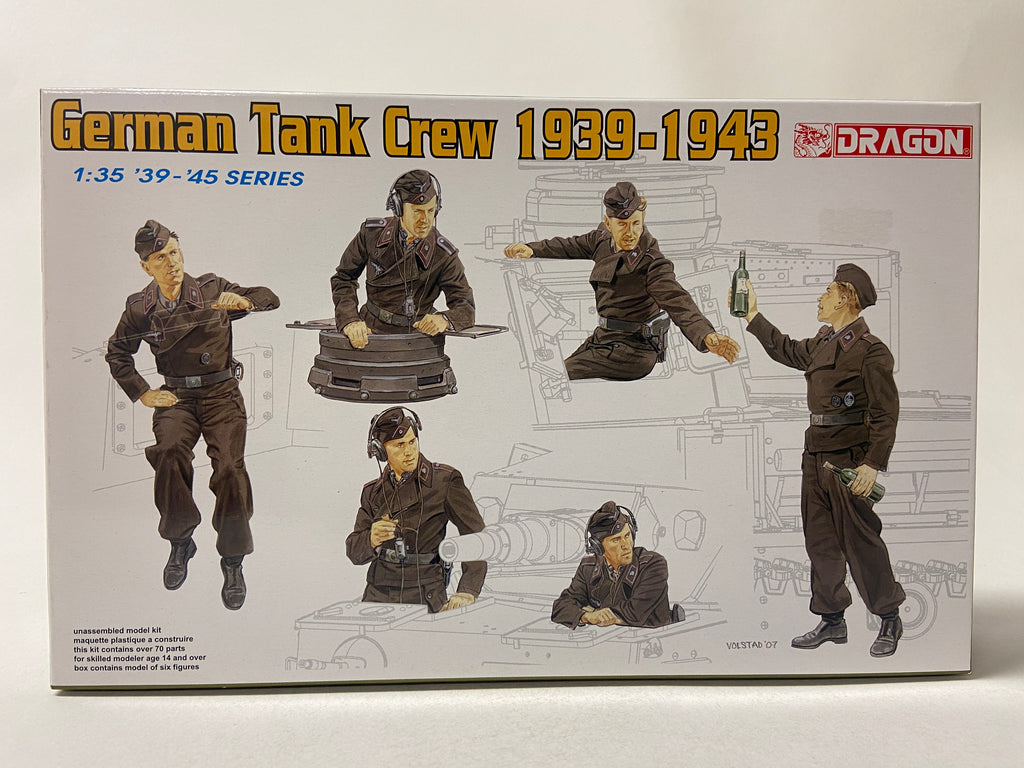 German Tank Crew 1939-1943
DRAGON
1:35 '39-'45 SERIES
unassembled model kit
maquette plastique a construire
this kit contains over 70 parts
for skilled modeler age 14 and over
box contains model of six figures
VOLSTAD '07